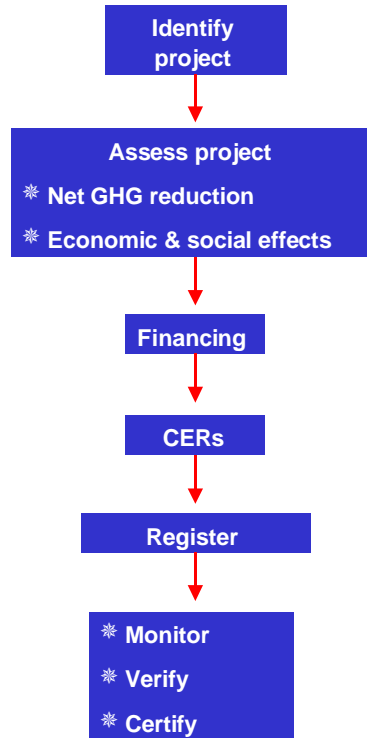 Identify
project
Assess project
✵ Net GHG reduction
✵ Economic & social effects
Financing
CERs
Register
✵ Monitor
✵ Verify
✵ Certify